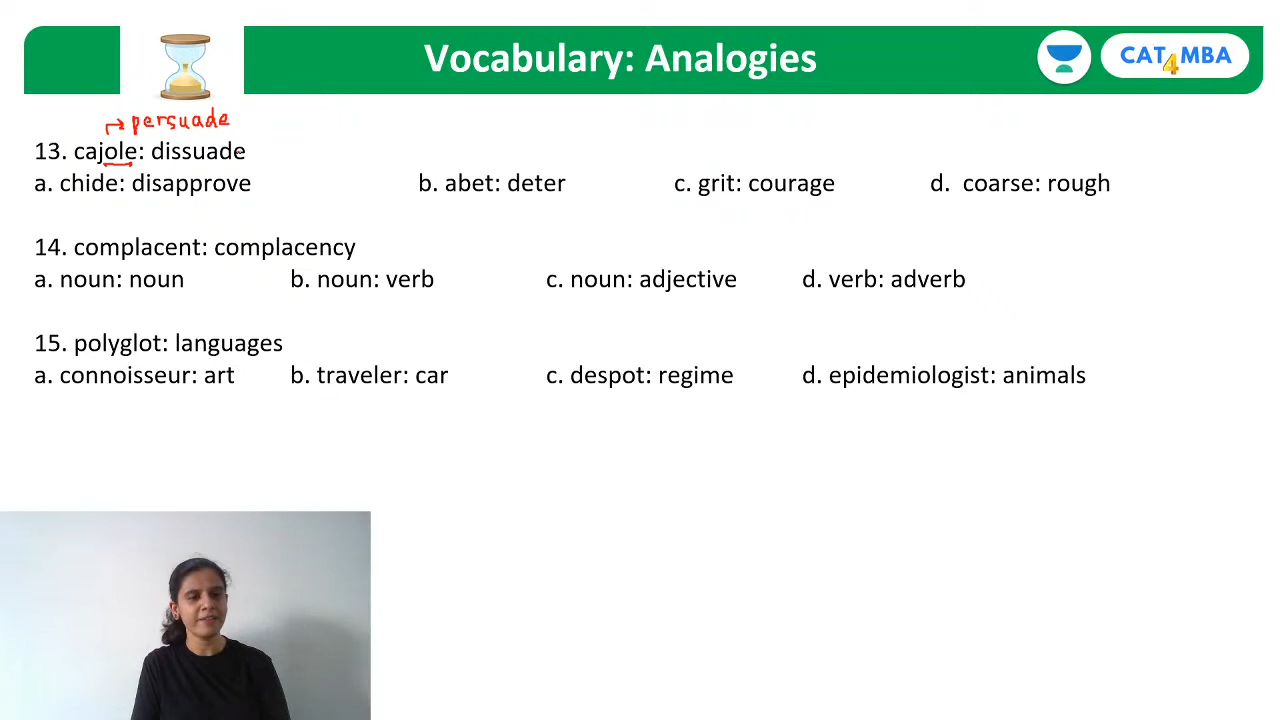 Vocabulary: Analogies
CAT4MBA
persuade
13. cajole: dissuade
a. chide: disapprove b. abet: deter c. grit: courage d. coarse: rough
14. complacent: complacency
a. noun: noun b. noun: verb c. noun: adjective d. verb: adverb
15. polyglot: languages
a. connoisseur: art b. traveler: car c. despot: regime d. epidemiologist: animals